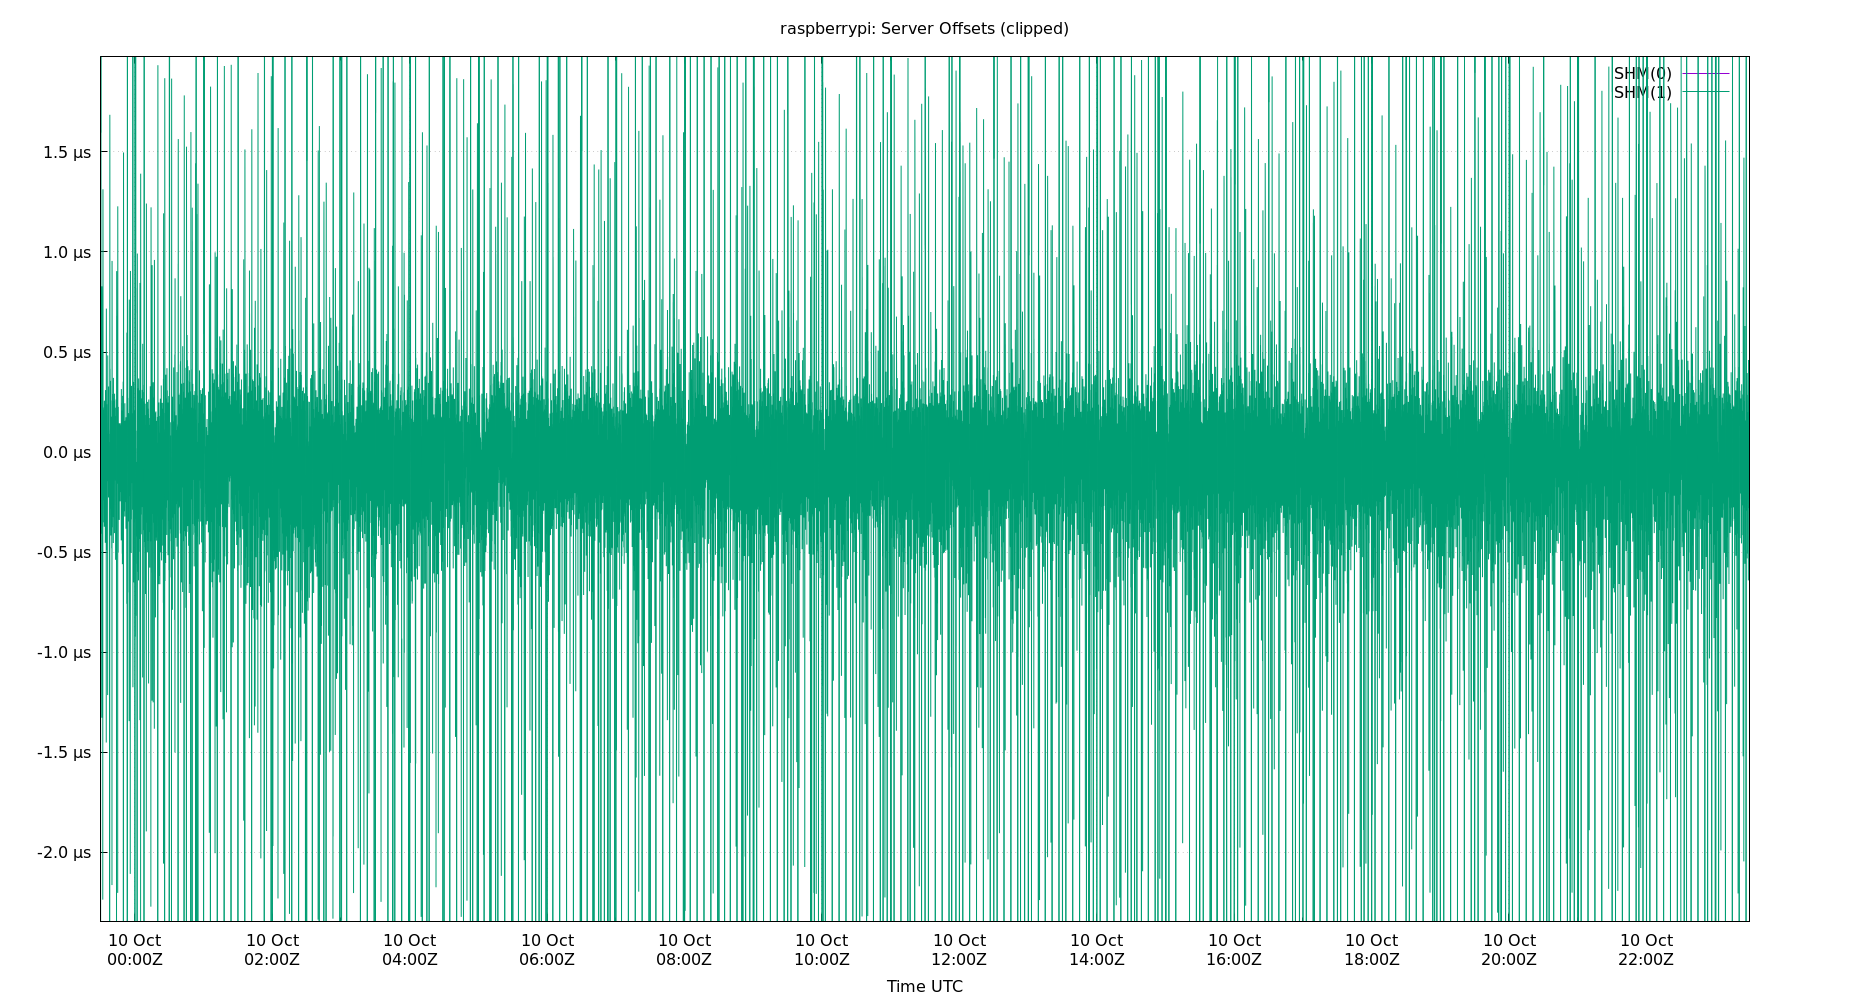 raspberrypi: Server Offsets (clipped)
SHM(0)
SHM(1)
1.5 µs
1.0 µs
0.5 µs
0.0 µs
-0.5 µs
-1.0 µs
-1.5 µs
-2.0 µs
10 Oct 10 Oct 10 Oct 10 Oct 10 Oct 10 Oct 10 Oct 10 Oct 10 Oct 10 Oct 10 Oct 10 Oct
00:00Z 02:00Z 04:00Z 06:00Z 08:00Z 10:00Z 12:00Z 14:00Z 16:00Z 18:00Z 20:00Z 22:00Z
Time UTC